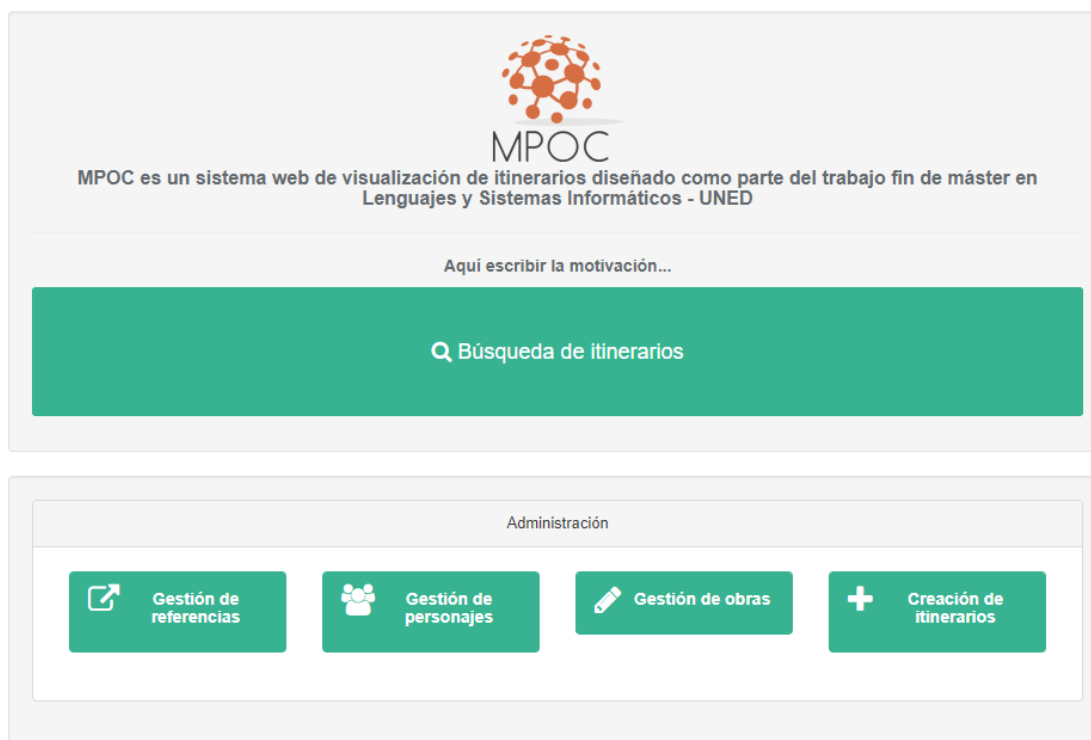 MPOC
MPOC es un sistema web de visualización de itinerarios diseñado como parte del trabajo fin de máster en
Lenguajes y Sistemas Informáticos - UNED
Aquí escribir la motivación...
Búsqueda de itinerarios
Administración
Gestión de
referencias
Gestión de
personajes
Gestión de obras
Creación de
itinerarios